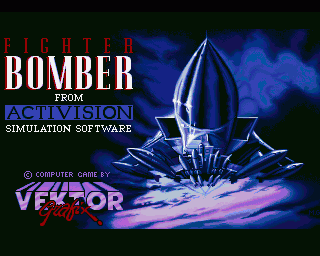 FIGHTER
BOMBER
FROM
ACTIVISION
SIMULATION SOFTWARE
© COMPUTER GAME BY
VEKTOR
Grafix